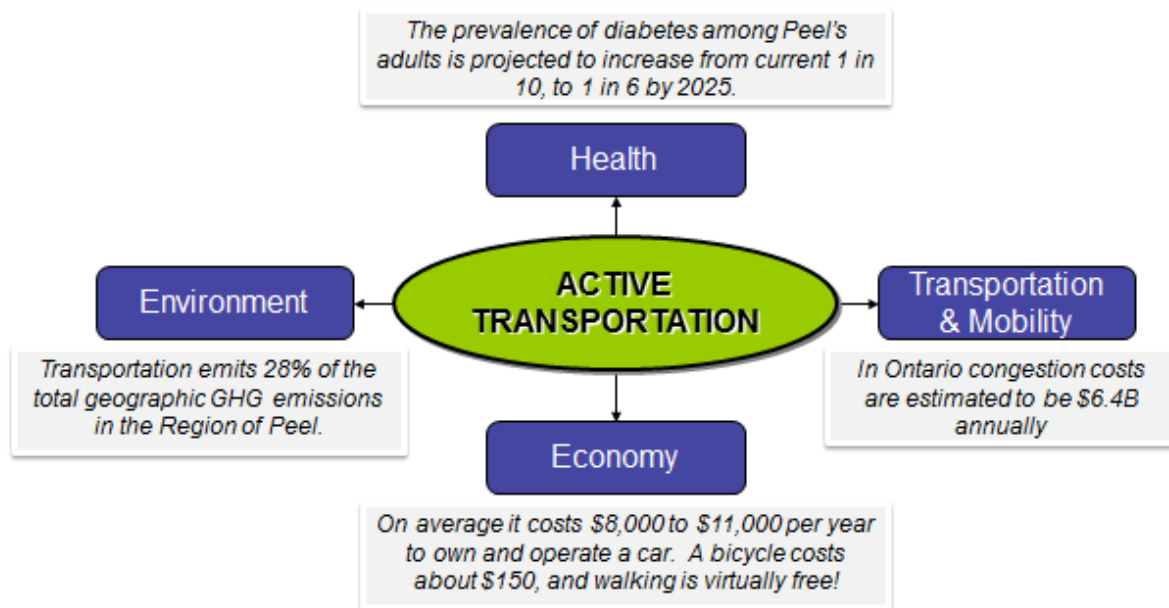 The prevalence of diabetes among Peel's
adults is projected to increase from current 1 in
10, to 1 in 6 by 2025.
Health
Environment
Transportation emits 28% of the
total geographic GHG emissions
in the Region of Peel.
ACTIVE
TRANSPORTATION
Transportation
& Mobility
In Ontario congestion costs
are estimated to be $6.4B
annually
Economy
On average it costs $8,000 to $11,000 per year
to own and operate a car. A bicycle costs
about $150, and walking is virtually free!